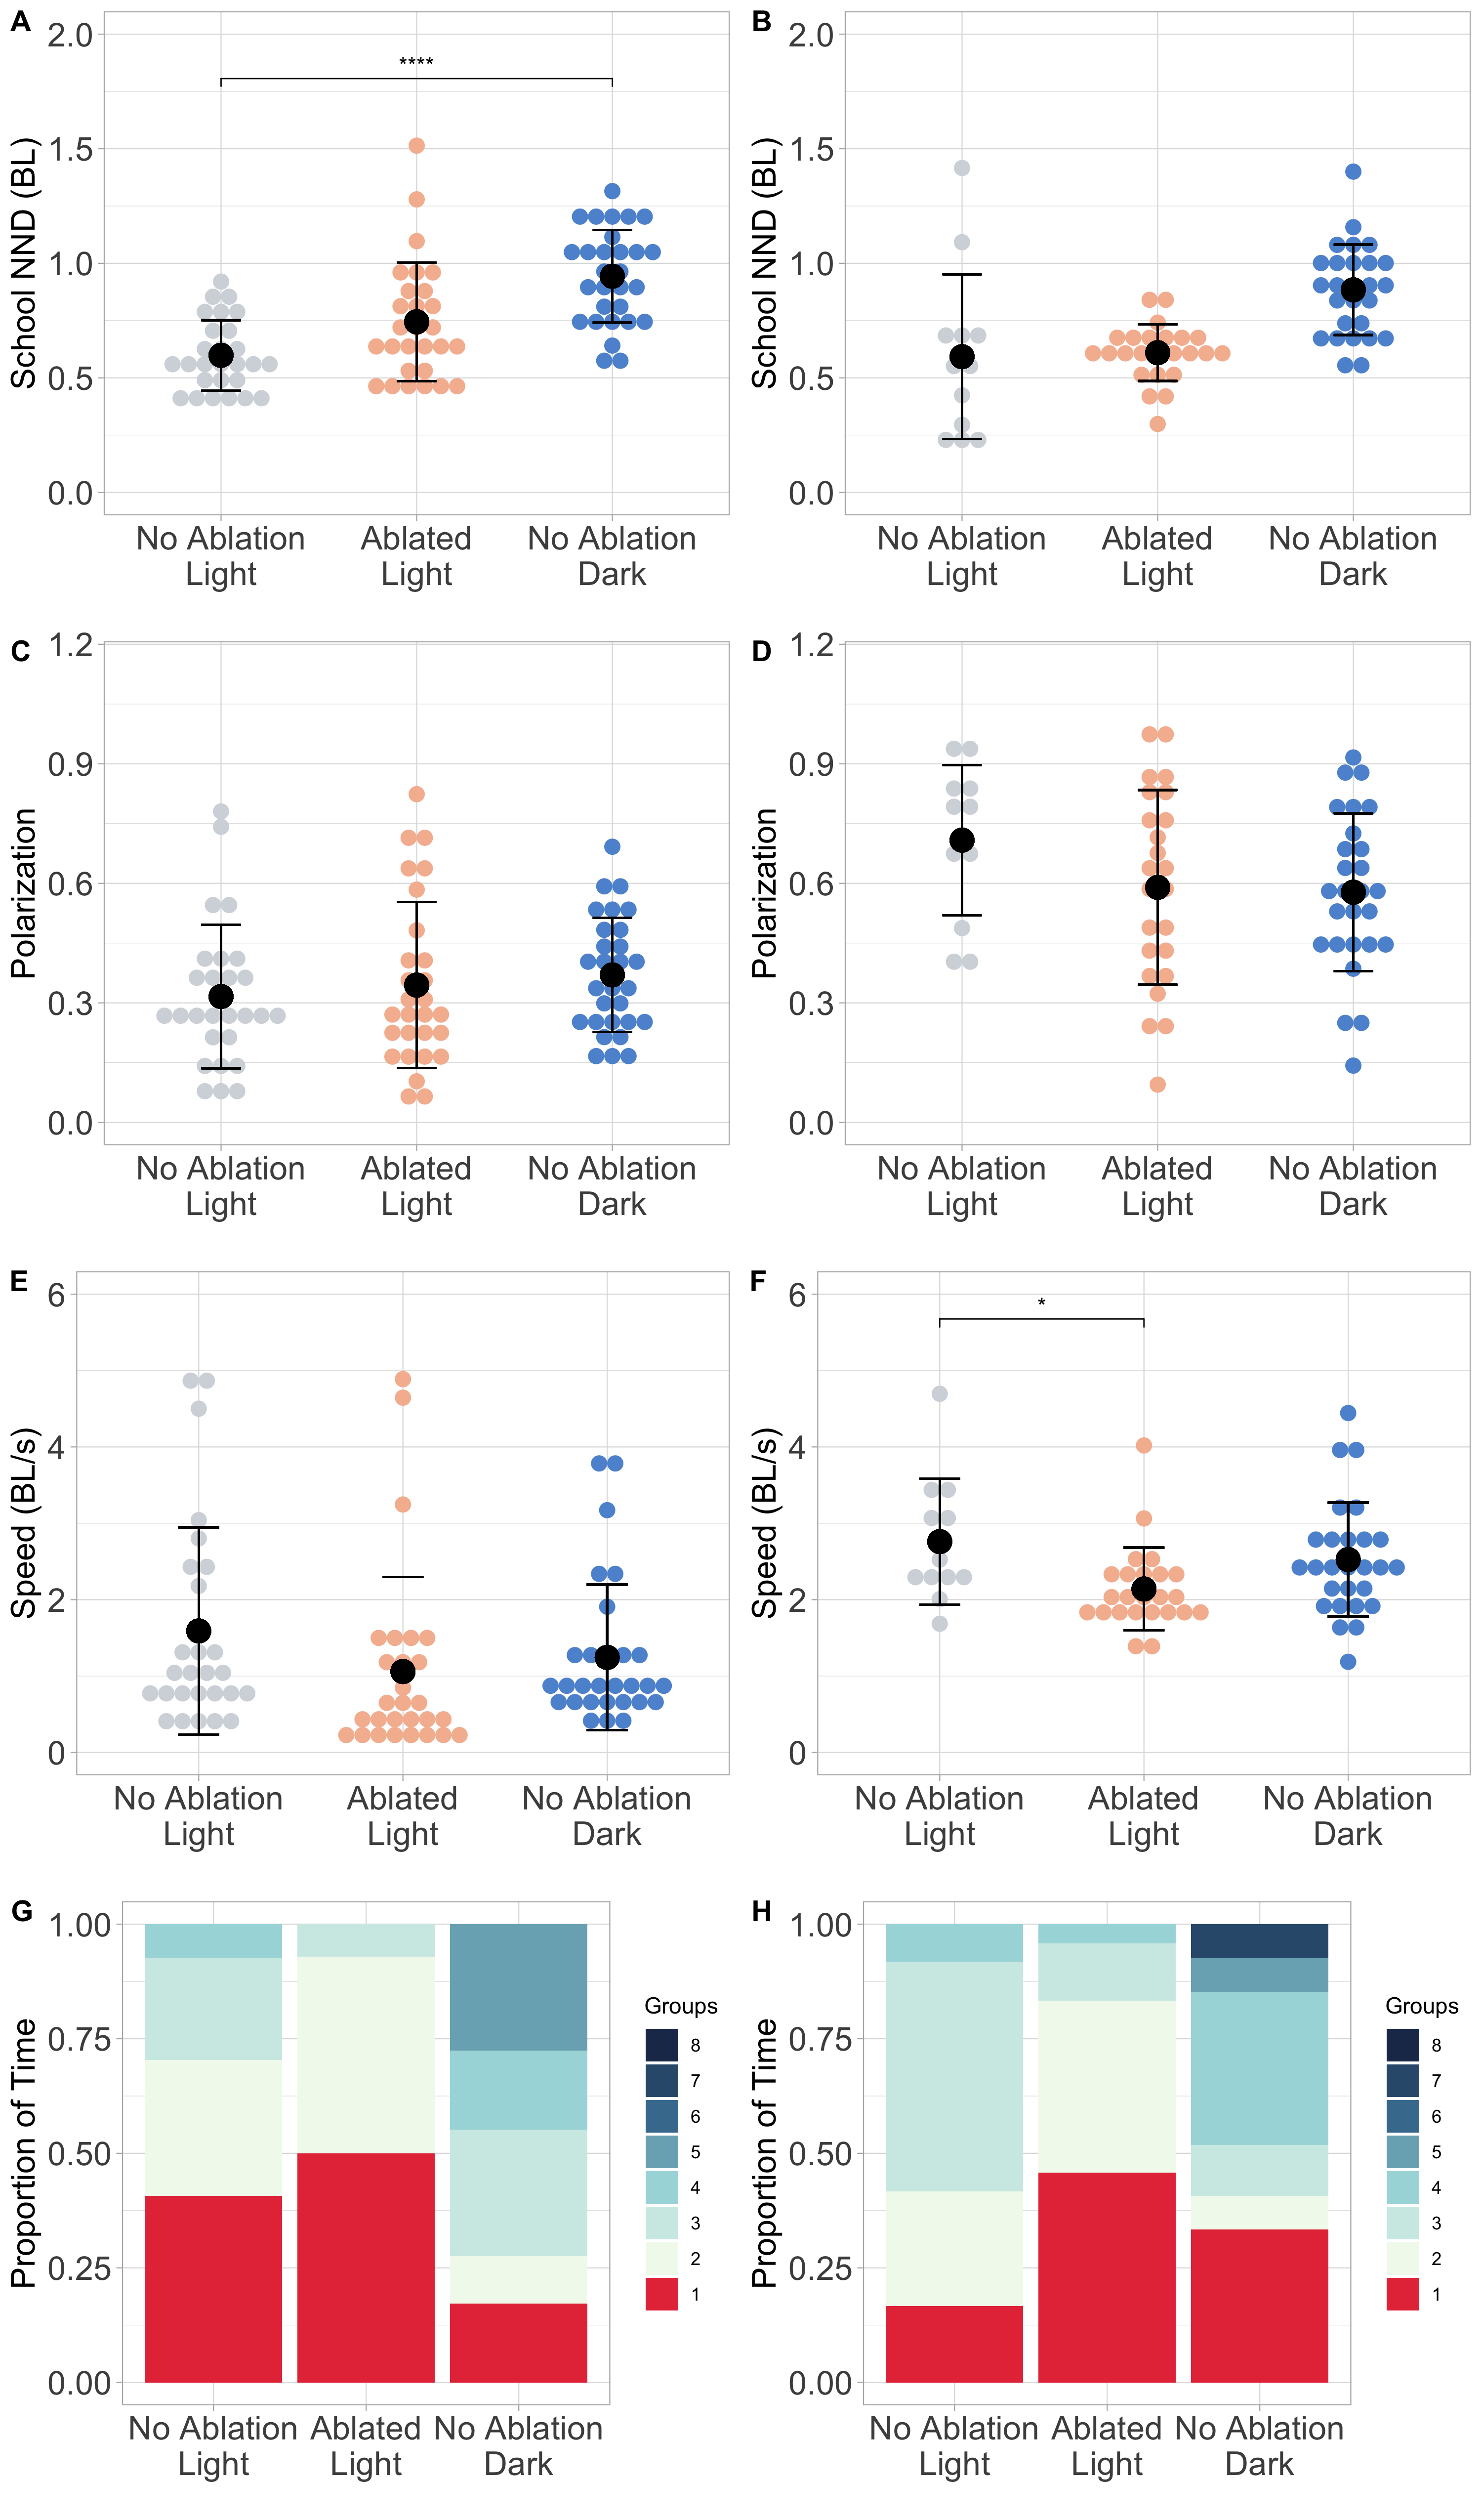 A
School NND (BL)
2.0
1.5
1.0
0.5
0.0
****
No Ablation
Light
Ablated
Light
No Ablation
Dark
B
School NND (BL)
2.0
1.5
1.0
0.5
0.0
No Ablation
Light
Ablated
Light
No Ablation
Dark
C
Polarization
1.2
0.9
0.6
0.3
0.0
No Ablation
Light
Ablated
Light
No Ablation
Dark
D
Polarization
1.2
0.9
0.6
0.3
0.0
No Ablation
Light
Ablated
Light
No Ablation
Dark
E
Speed (BL/s)
6
4
2
0
No Ablation
Light
Ablated
Light
No Ablation
Dark
F
Speed (BL/s)
6
4
2
0
*
No Ablation
Light
Ablated
Light
No Ablation
Dark
G
Proportion of Time
1.00
0.75
0.50
0.25
0.00
No Ablation
Light
Ablated
Light
No Ablation
Dark
Groups
8
7
6
5
4
3
2
1
H
Proportion of Time
1.00
0.75
0.50
0.25
0.00
No Ablation
Light
Ablated
Light
No Ablation
Dark
Groups
8
7
6
5
4
3
2
1